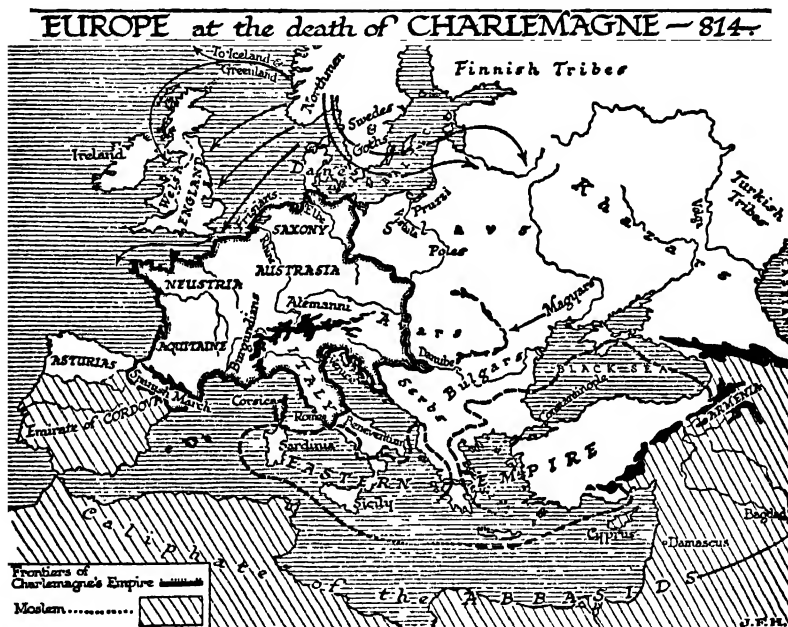 EUROPE at the death of CHARLEMAGNE — 814.
To Iceland &
Greenland
Northmen
Finnish Tribes
Swedes
&
Goths
Ireland
WELSH
ENGLAND
Danes
Frisians
Elbe
SAXONY
Pruzzi
Slavs
Poles
Khazars
Volga
Turkish
Tribes
NEUSTRIA
Rhine
AUSTRASIA
Alemanni
Avars
Magyars
AQUITAINE
Burgundians
ASTURIAS
Spanish March
Emirate of CORDOVA
Corsica
ITALY
Rome
Beneventum
Sardinia
Sicily
Danube
Serbs
Bulgars
BLACK SEA
Constantinople
ARMENIA
EASTERN EMPIRE
Cyprus
Damascus
Bagdad
Caliphate of the ABBASIDS
Frontiers of
Charlemagne's Empire
Moslem
J.F.H.